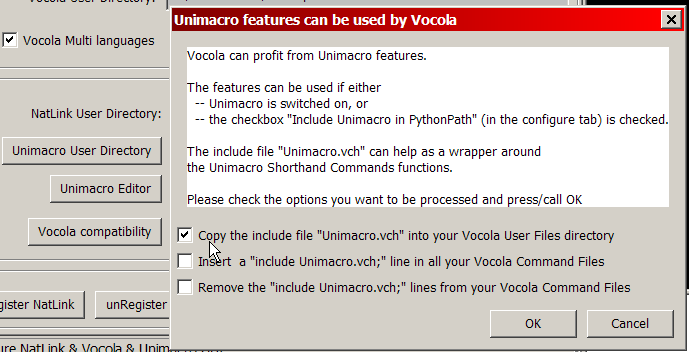 Vocola User Directory:
Unimacro features can be used by Vocola
Vocola Multi languages
Vocola can profit from Unimacro features.
The features can be used if either
-- Unimacro is switched on, or
-- the checkbox "Include Unimacro in PythonPath" (in the configure tab) is checked.
NatLink User Directory:
Unimacro User Directory
The include file "Unimacro.vch" can help as a wrapper around
the Unimacro Shorthand Commands functions.
Unimacro Editor
Please check the options you want to be processed and press/call OK
Vocola compatibility
Copy the include file "Unimacro.vch" into your Vocola User Files directory
Insert a "include Unimacro.vch;" line in all your Vocola Command Files
Remove the "include Unimacro.vch;" lines from your Vocola Command Files
gister NatLink
unRegister
OK
Cancel
ure NatLink & Vocola & Unimacro